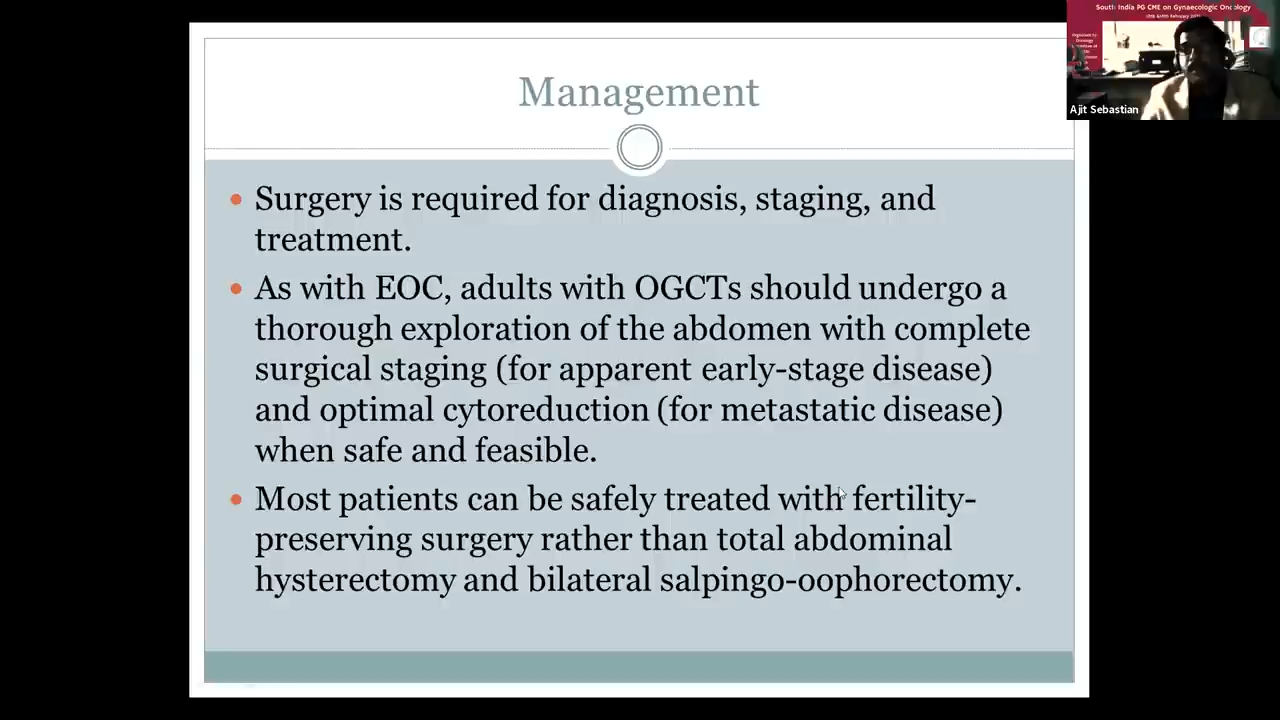 Management
Surgery is required for diagnosis, staging, and
treatment.
As with EOC, adults with OGCTs should undergo a
thorough exploration of the abdomen with complete
surgical staging (for apparent early-stage disease)
and optimal cytoreduction (for metastatic disease)
when safe and feasible.
Most patients can be safely treated with fertility-
preserving surgery rather than total abdominal
hysterectomy and bilateral salpingo-oophorectomy.
South India PG CME on Gynaecologic Oncology
Ajit Sebastian